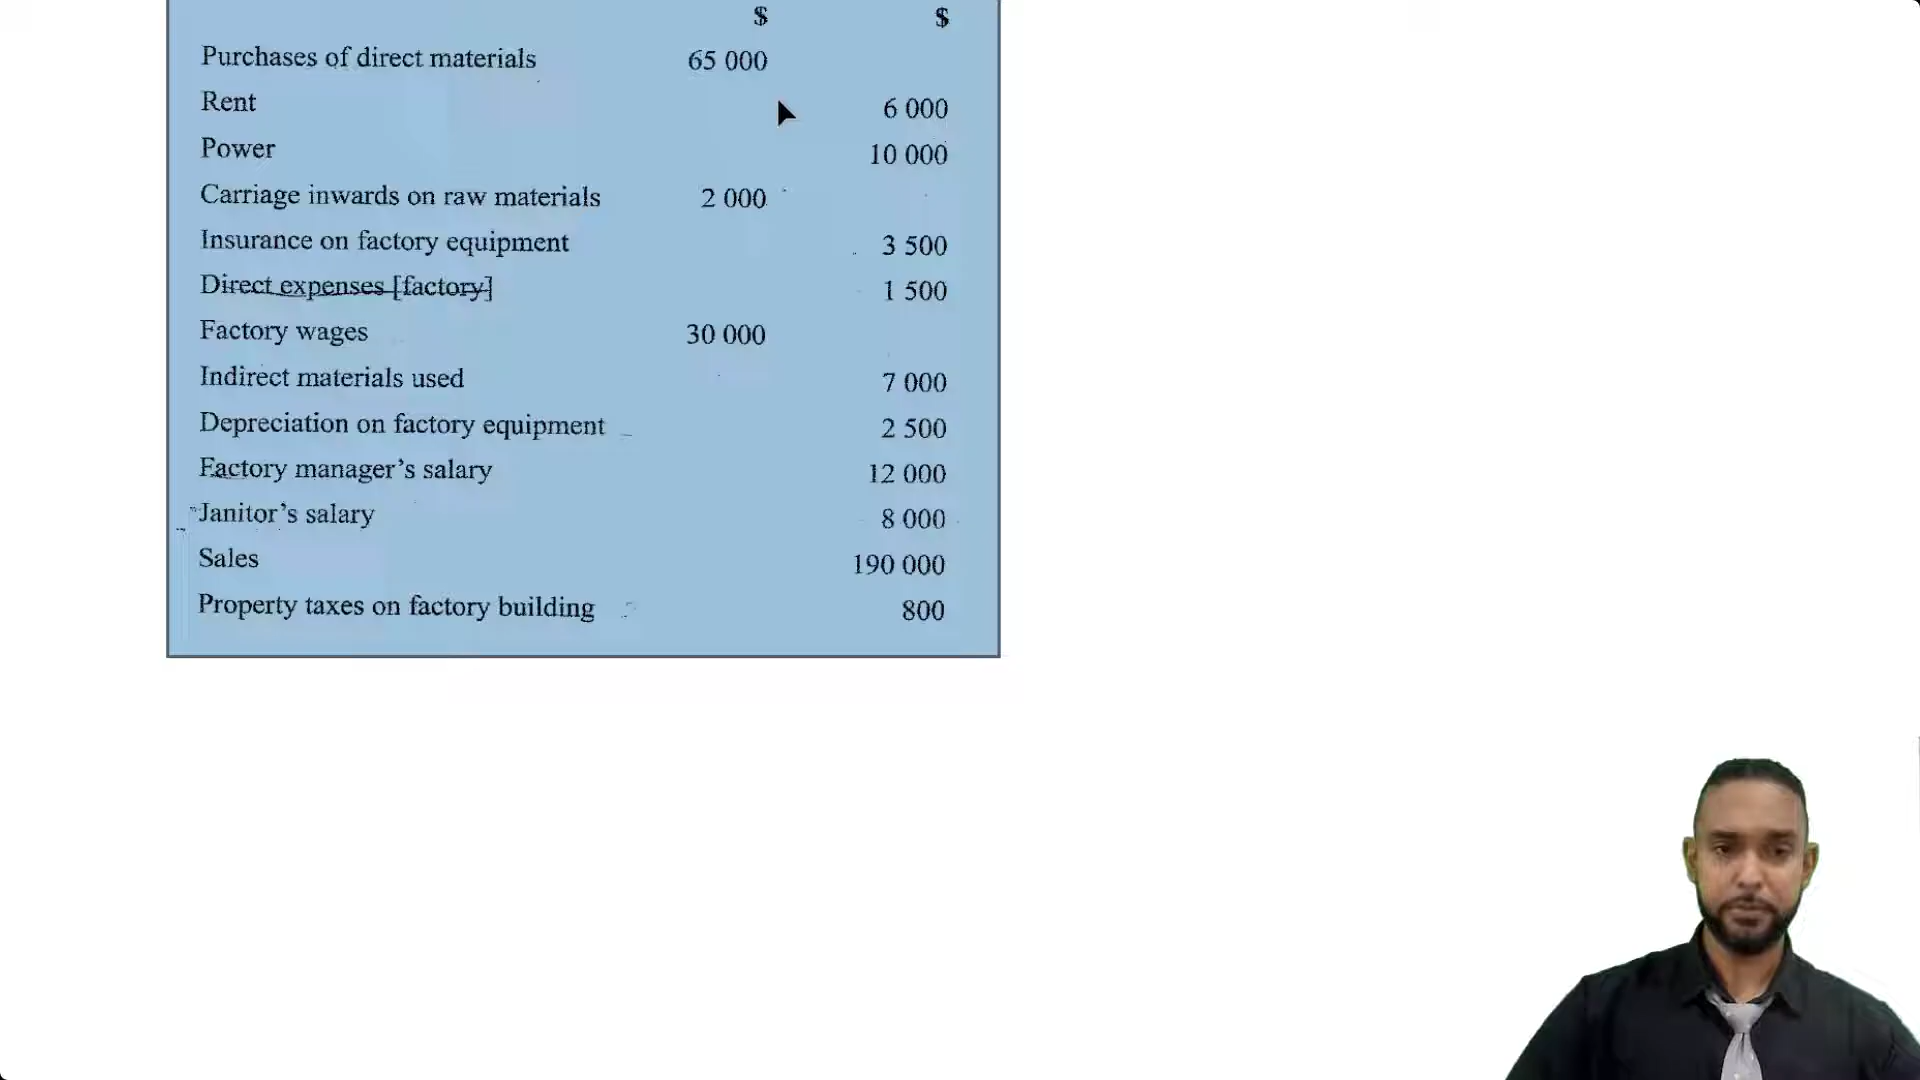 $ $
Purchases of direct materials 65 000
Rent 6 000
Power 10 000
Carriage inwards on raw materials 2 000
Insurance on factory equipment 3 500
Direct expenses [factory] 1 500
Factory wages 30 000
Indirect materials used 7 000
Depreciation on factory equipment 2 500
Factory manager's salary 12 000
Janitor's salary 8 000
Sales 190 000
Property taxes on factory building 800